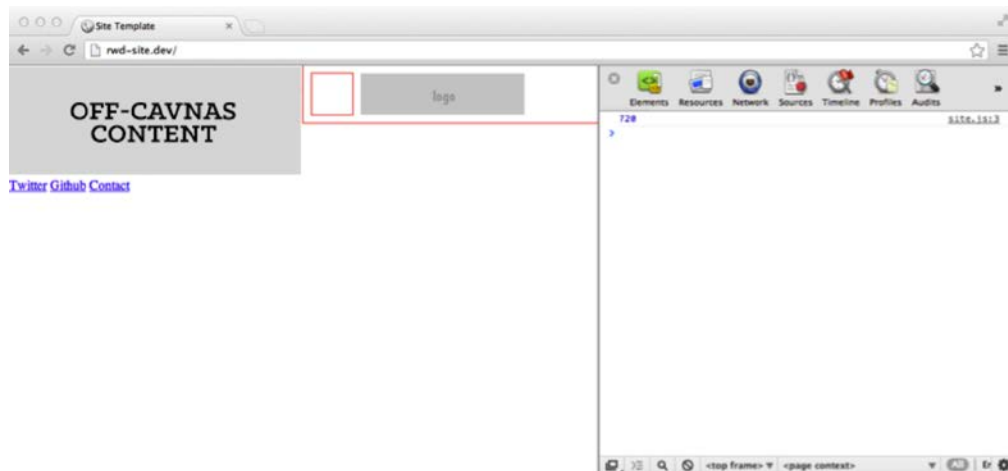 Site Template
rwd-site.dev/
OFF-CAVNAS
CONTENT
logo
Twitter Github Contact
Elements Resources Network Sources Timeline Profiles Audits
720 site.js:3
<top frame> <page context>
All